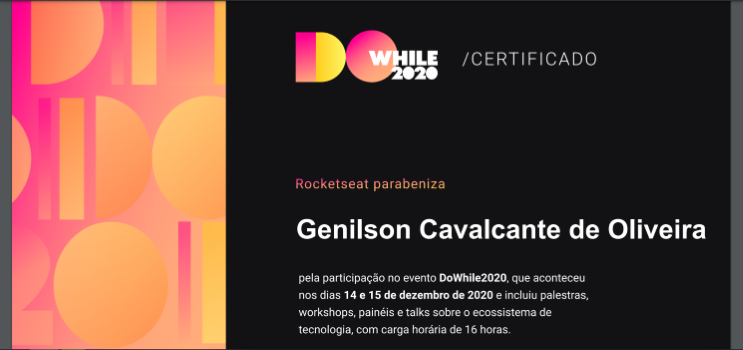 DO WHILE
2020
/CERTIFICADO
Rocketseat parabeniza
Genilson Cavalcante de Oliveira
pela participação no evento DoWhile2020, que aconteceu
nos dias 14 e 15 de dezembro de 2020 e incluiu palestras,
workshops, painéis e talks sobre o ecossistema de
tecnologia, com carga horária de 16 horas.